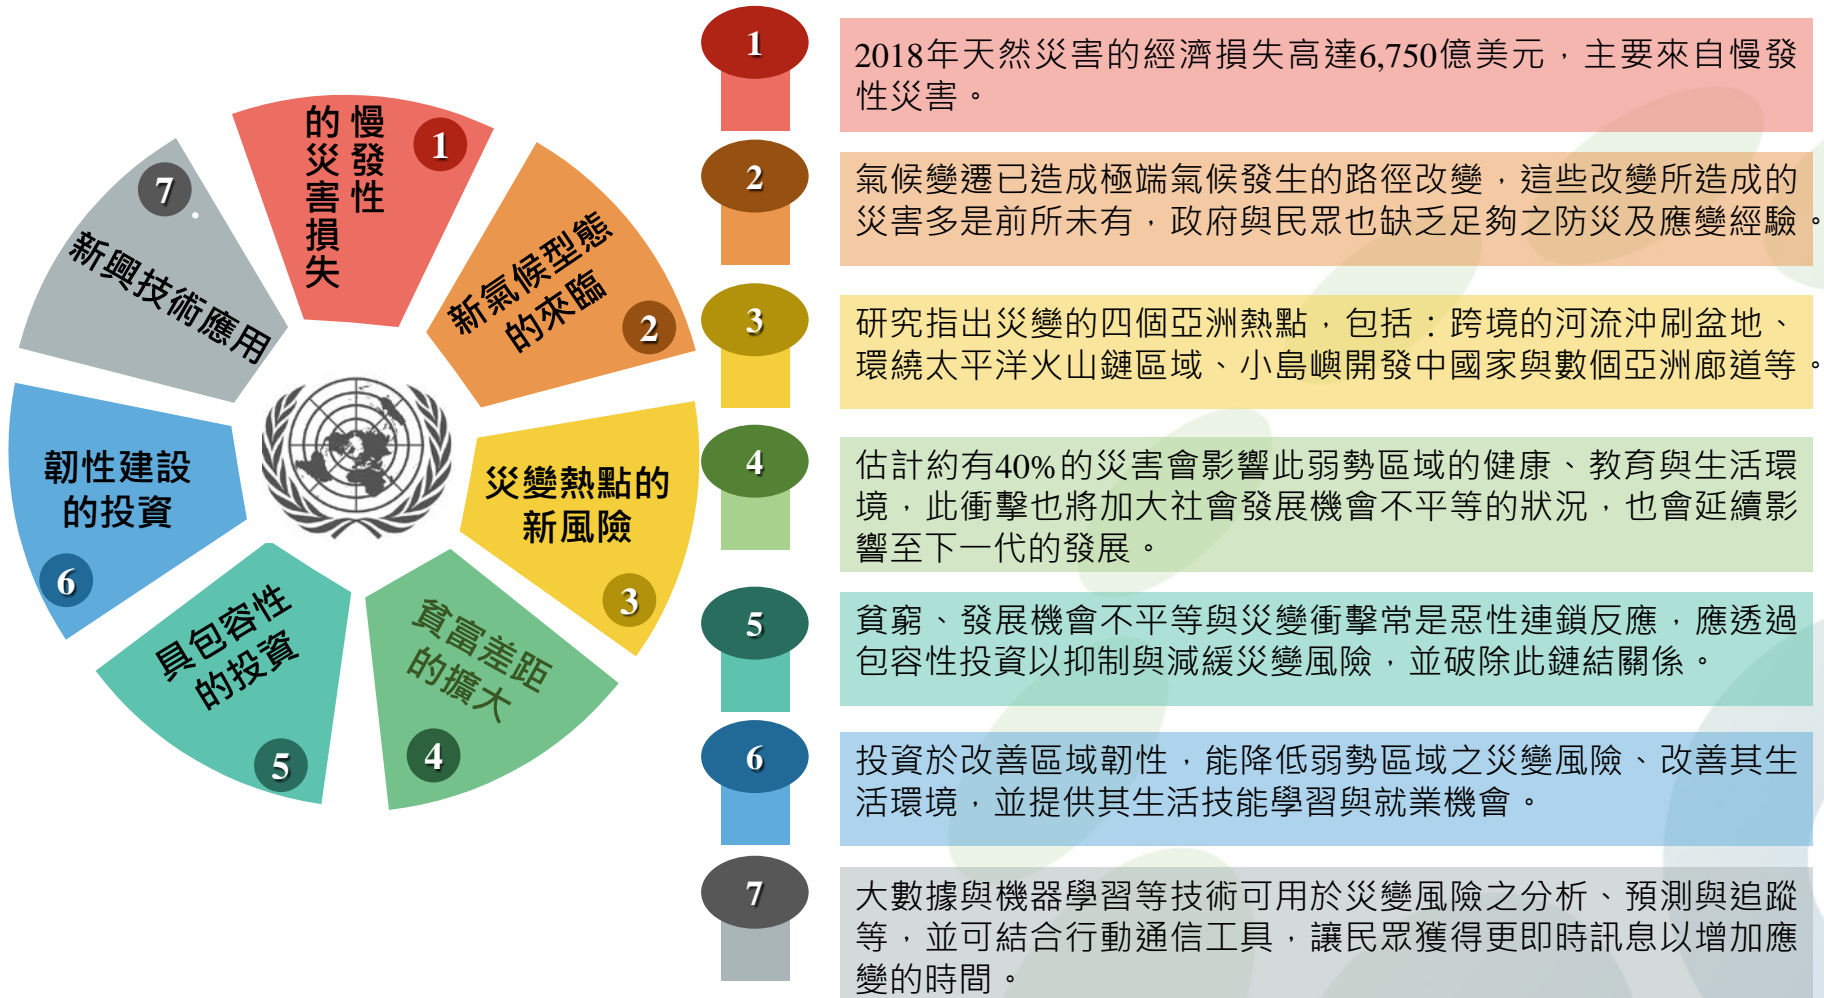 慢發性
的災害損失
1
新氣候型態
的來臨
2
災變熱點的
新風險
3
貧富差距
的擴大
4
具包容性
的投資
5
韌性建設
的投資
6
新興技術應用
7
1
2018年天然災害的經濟損失高達6,750億美元，主要來自慢發
性災害。
2
氣候變遷已造成極端氣候發生的路徑改變，這些改變所造成的
災害多是前所未有，政府與民眾也缺乏足夠之防災及應變經驗。
3
研究指出災變的四個亞洲熱點，包括：跨境的河流沖刷盆地、
環繞太平洋火山鏈區域、小島嶼開發中國家與數個亞洲廊道等。
4
估計約有40%的災害會影響此弱勢區域的健康、教育與生活環
境，此衝擊也將加大社會發展機會不平等的狀況，也會延續影
響至下一代的發展。
5
貧窮、發展機會不平等與災變衝擊常是惡性連鎖反應，應透過
包容性投資以抑制與減緩災變風險，並破除此鏈結關係。
6
投資於改善區域韌性，能降低弱勢區域之災變風險、改善其生
活環境，並提供其生活技能學習與就業機會。
7
大數據與機器學習等技術可用於災變風險之分析、預測與追蹤
等，並可結合行動通信工具，讓民眾獲得更即時訊息以增加應
變的時間。